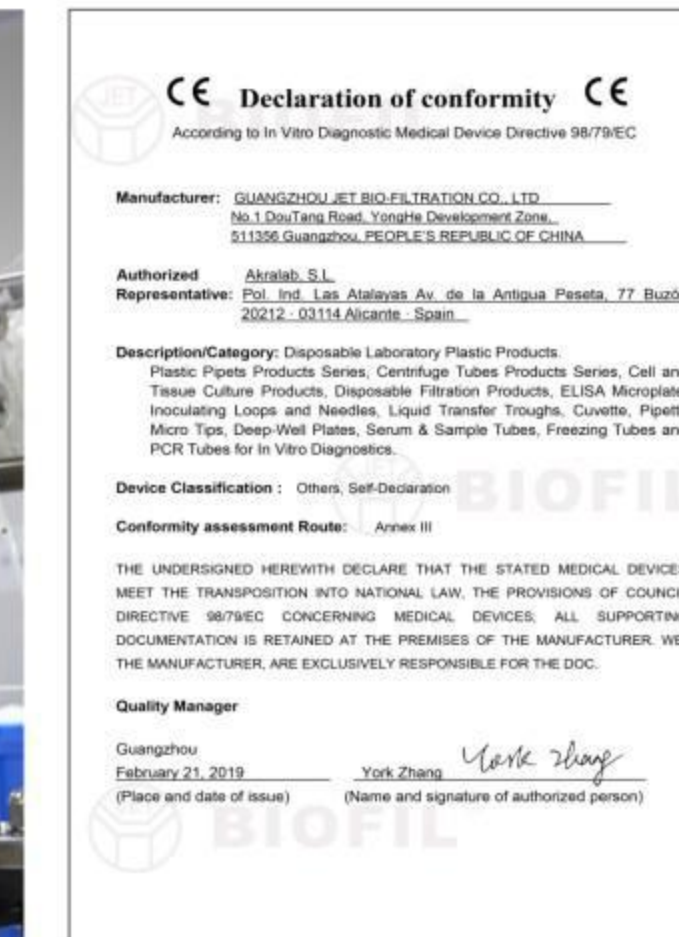 CE Declaration of conformity CE
According to In Vitro Diagnostic Medical Device Directive 98/79/EC
Manufacturer: GUANGZHOU JET BIO-FILTRATION CO., LTD
No.1 DouTang Road, YongHe Development Zone,
511356 Guangzhou, PEOPLE'S REPUBLIC OF CHINA
Authorized Akralab, S.L.
Representative: Pol. Ind. Las Atalayas Av. de la Antigua Peseta, 77 Buzó
20212 - 03114 Alicante - Spain
Description/Category: Disposable Laboratory Plastic Products.
Plastic Pipets Products Series, Centrifuge Tubes Products Series, Cell an
Tissue Culture Products, Disposable Filtration Products, ELISA Microplate
Inoculating Loops and Needles, Liquid Transfer Troughs, Cuvette, Pipett
Micro Tips, Deep-Well Plates, Serum & Sample Tubes, Freezing Tubes an
PCR Tubes for In Vitro Diagnostics.
Device Classification : Others, Self-Declaration
BIOFIL
Conformity assessment Route: Annex III
THE UNDERSIGNED HEREWITH DECLARE THAT THE STATED MEDICAL DEVICES
MEET THE TRANSPOSITION INTO NATIONAL LAW, THE PROVISIONS OF COUNCI
DIRECTIVE 98/79/EC CONCERNING MEDICAL DEVICES; ALL SUPPORTING
DOCUMENTATION IS RETAINED AT THE PREMISES OF THE MANUFACTURER. WE
THE MANUFACTURER, ARE EXCLUSIVELY RESPONSIBLE FOR THE DOC.
Quality Manager
Guangzhou
February 21, 2019 York Zhang York Zhang
(Place and date of issue) (Name and signature of authorized person)
JET BIOFIL